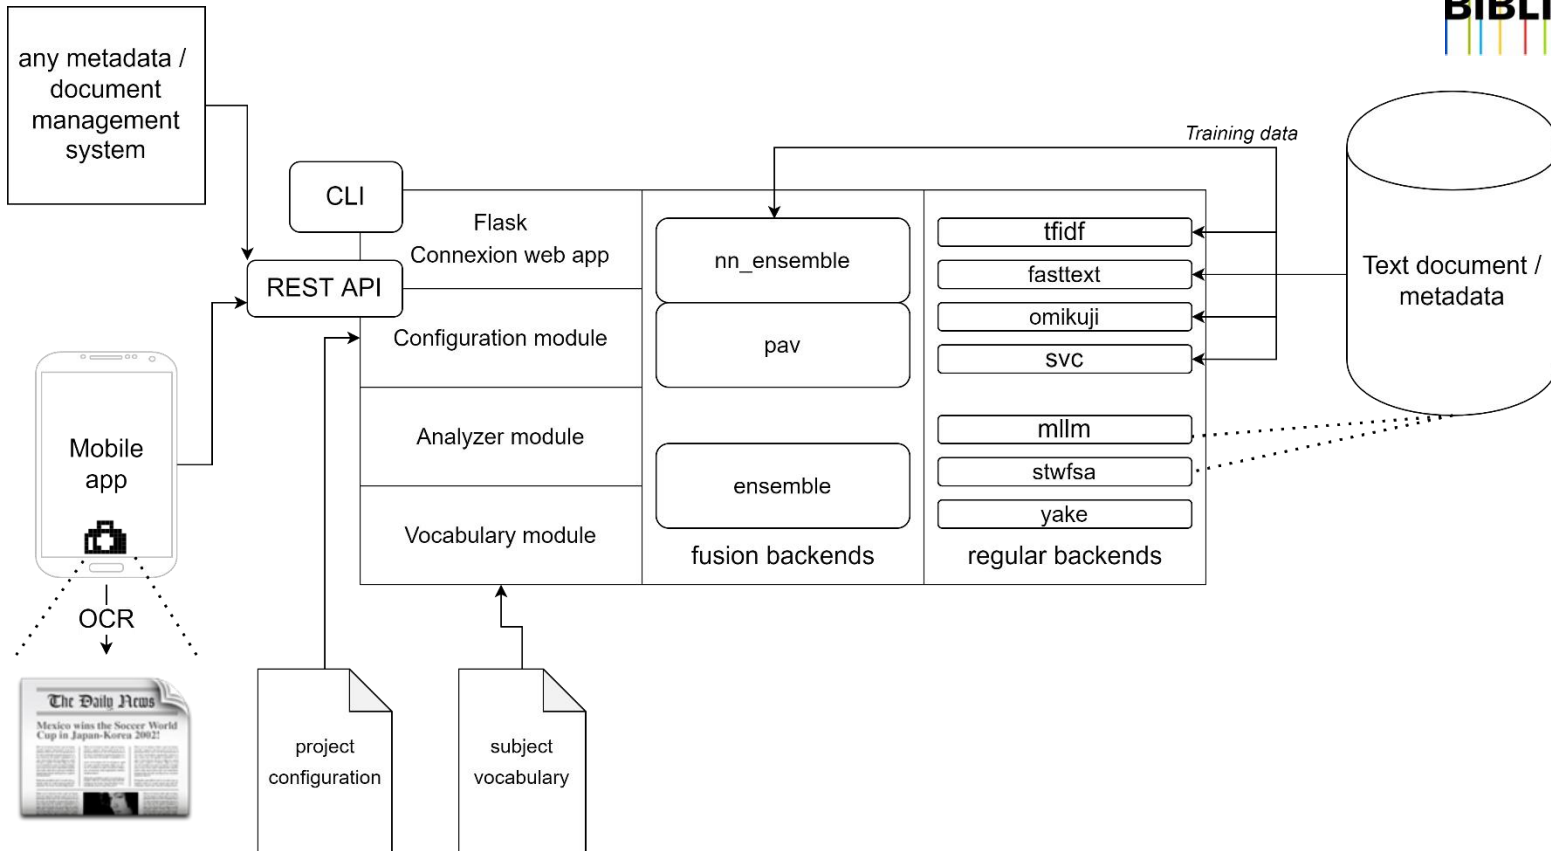 BIBLI
any metadata /
document
management
system
Training data
CLI
Flask
Connexion web app
REST API
Configuration module
Analyzer module
Vocabulary module
nn_ensemble
pav
ensemble
fusion backends
tfidf
fasttext
omikuji
svc
mllm
stwfsa
yake
regular backends
Text document /
metadata
Mobile
app
OCR
The Daily News
Mexico wins the Soccer World
Cup in Japan-Korea 2002!
project
configuration
subject
vocabulary